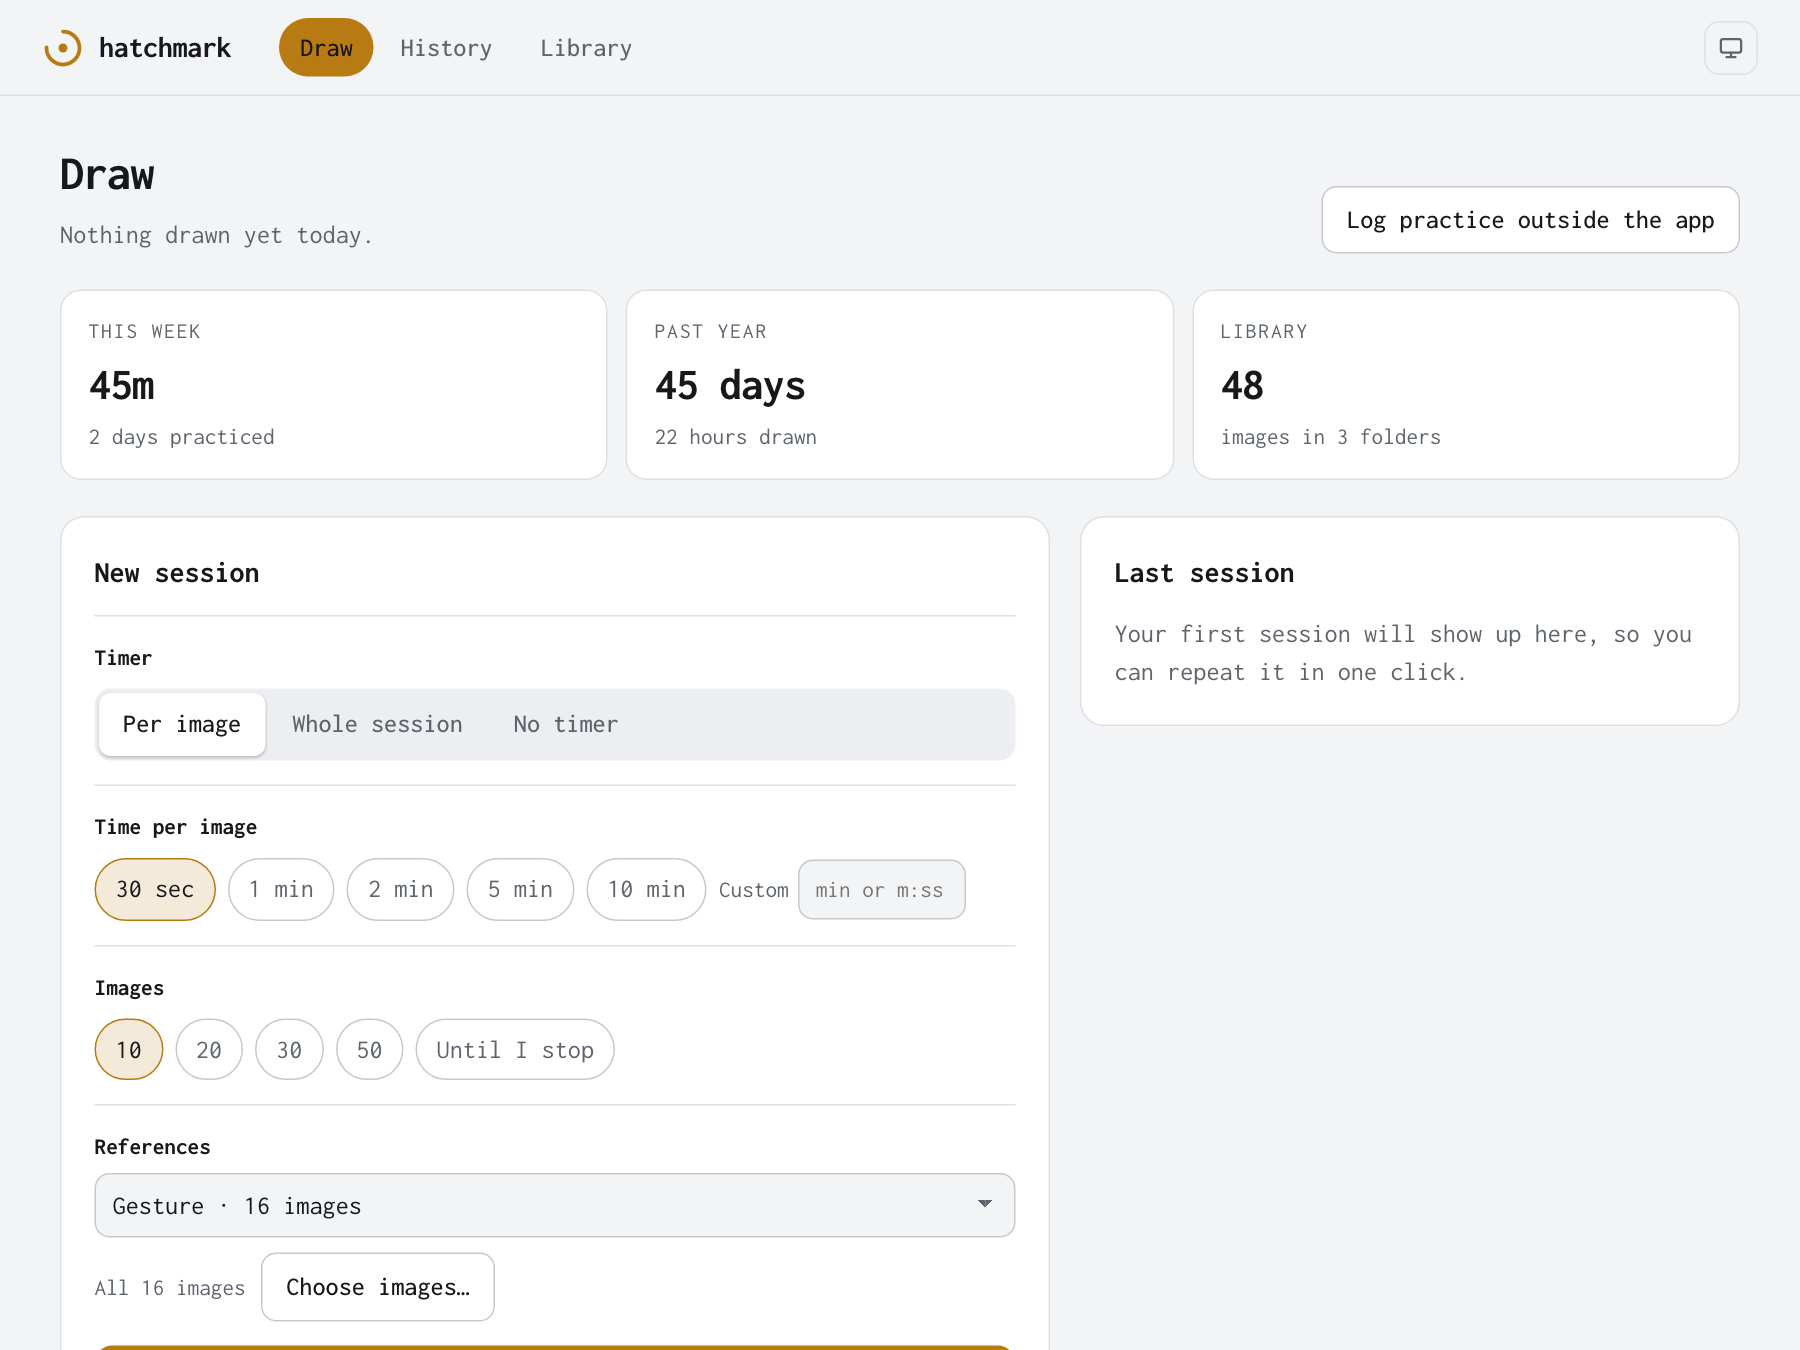 hatchmark
Draw
History
Library
Draw
Nothing drawn yet today.
Log practice outside the app
THIS WEEK
45m
2 days practiced
PAST YEAR
45 days
22 hours drawn
LIBRARY
48
images in 3 folders
New session
Timer
Per image
Whole session
No timer
Time per image
30 sec
1 min
2 min
5 min
10 min
Custom
min or m:ss
Images
10
20
30
50
Until I stop
References
Gesture · 16 images
All 16 images
Choose images…
Last session
Your first session will show up here, so you
can repeat it in one click.